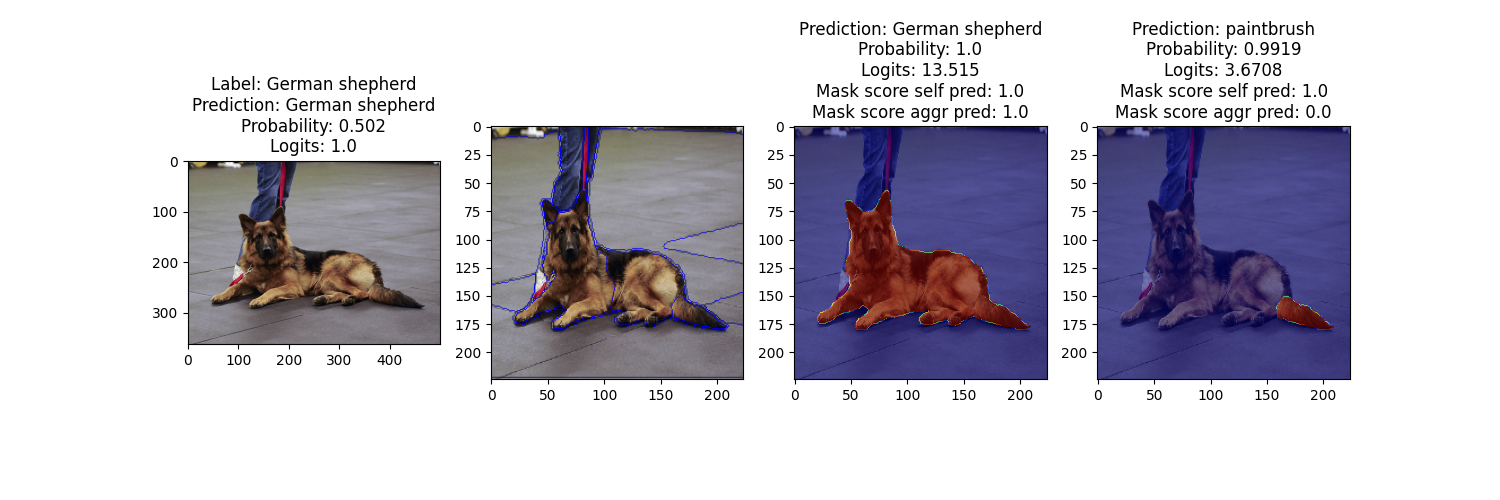 Label: German shepherd
Prediction: German shepherd
Probability: 0.502
Logits: 1.0
0
100
200
300
0 100 200 300 400
0
25
50
75
100
125
150
175
200
0 50 100 150 200
Prediction: German shepherd
Probability: 1.0
Logits: 13.515
Mask score self pred: 1.0
Mask score aggr pred: 1.0
0
25
50
75
100
125
150
175
200
0 50 100 150 200
Prediction: paintbrush
Probability: 0.9919
Logits: 3.6708
Mask score self pred: 1.0
Mask score aggr pred: 0.0
0
25
50
75
100
125
150
175
200
0 50 100 150 200